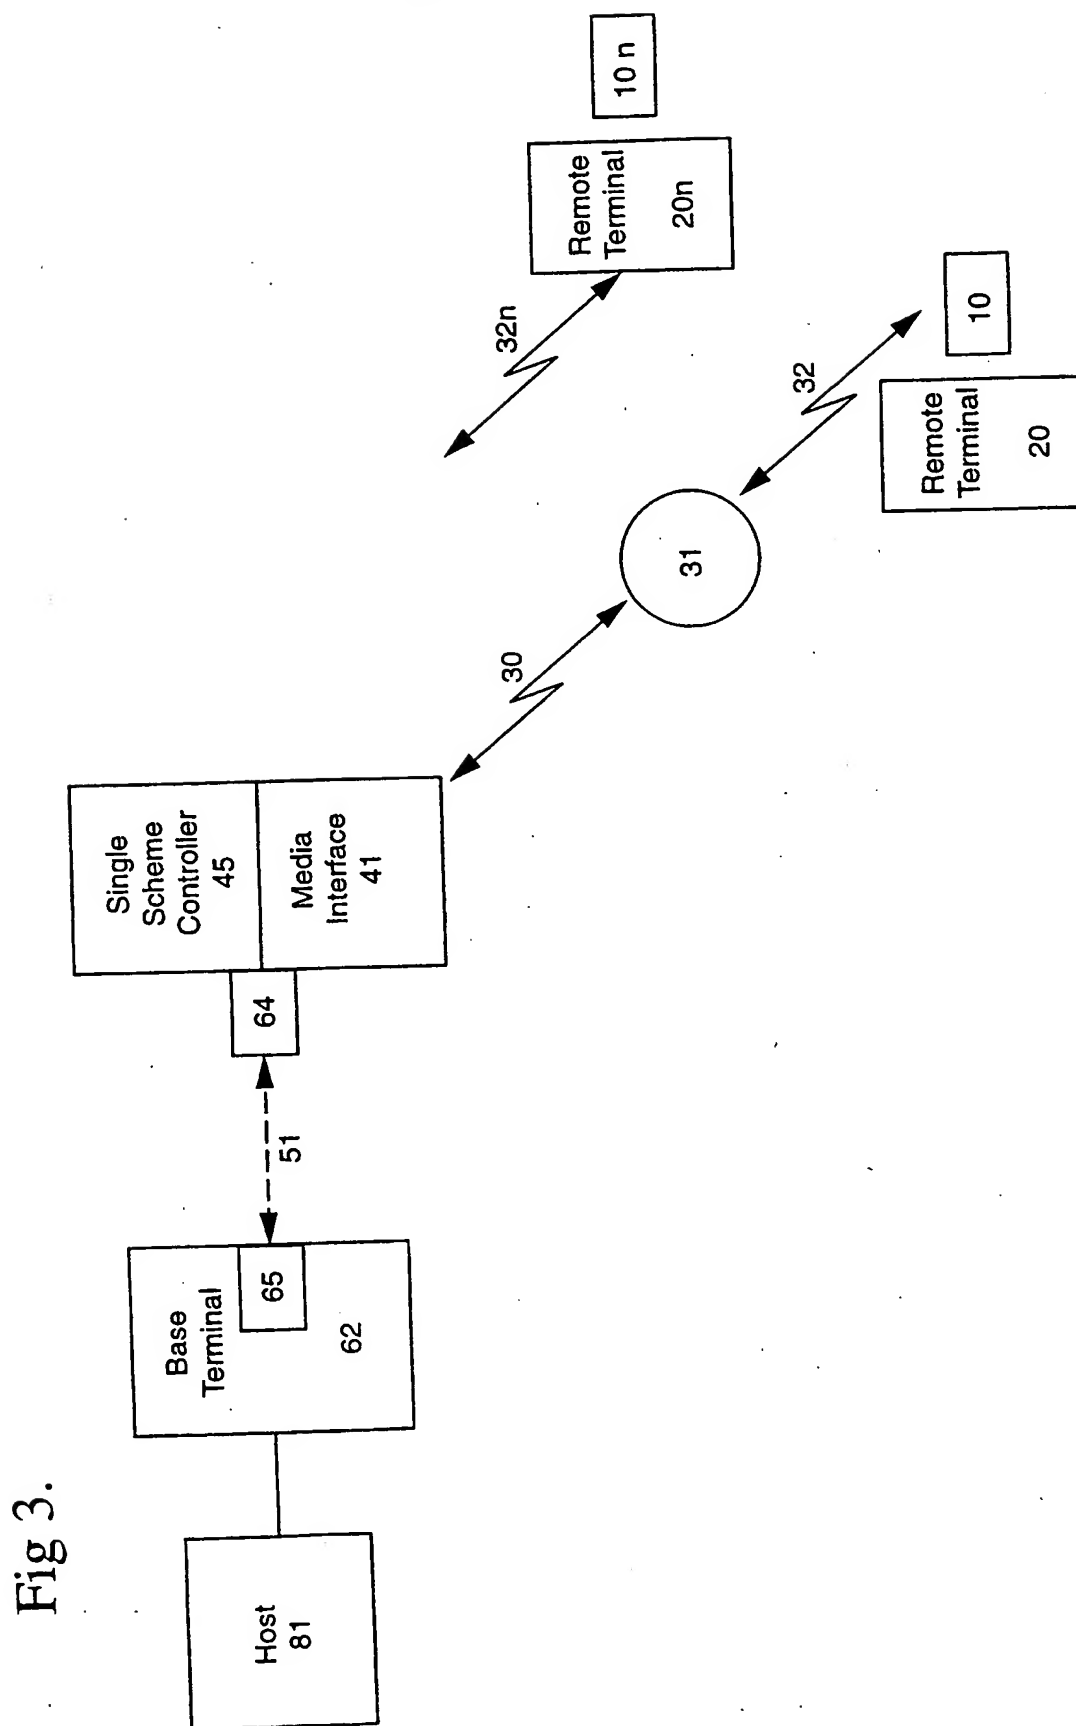 Fig 3.
Host
81
Base
Terminal
65
62
51
64
Single
Scheme
Controller
45
Media
Interface
41
30
31
32n
32
Remote
Terminal
20n
10 n
Remote
Terminal
20
10